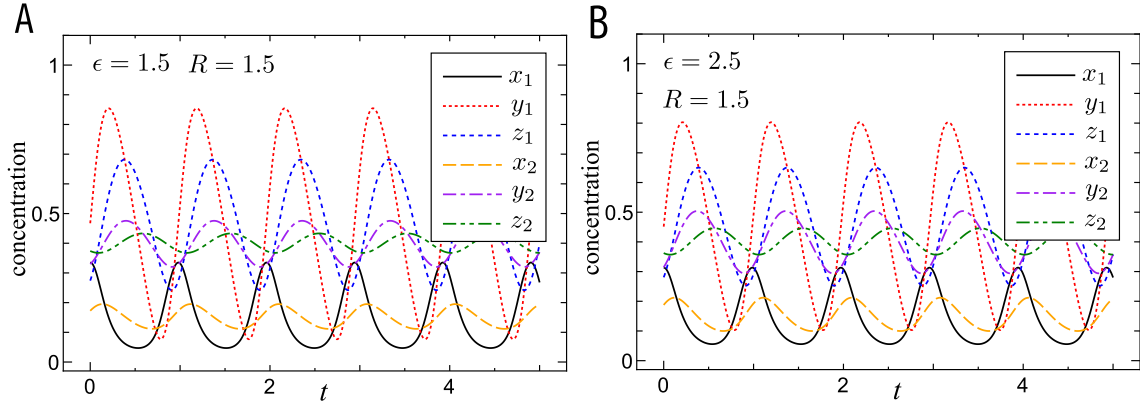 A
ϵ = 1.5 R = 1.5
x₁
y₁
z₁
x₂
y₂
z₂
concentration
1
0.5
0
0
2
4
t
B
ϵ = 2.5
R = 1.5
x₁
y₁
z₁
x₂
y₂
z₂
concentration
1
0.5
0
0
2
4
t